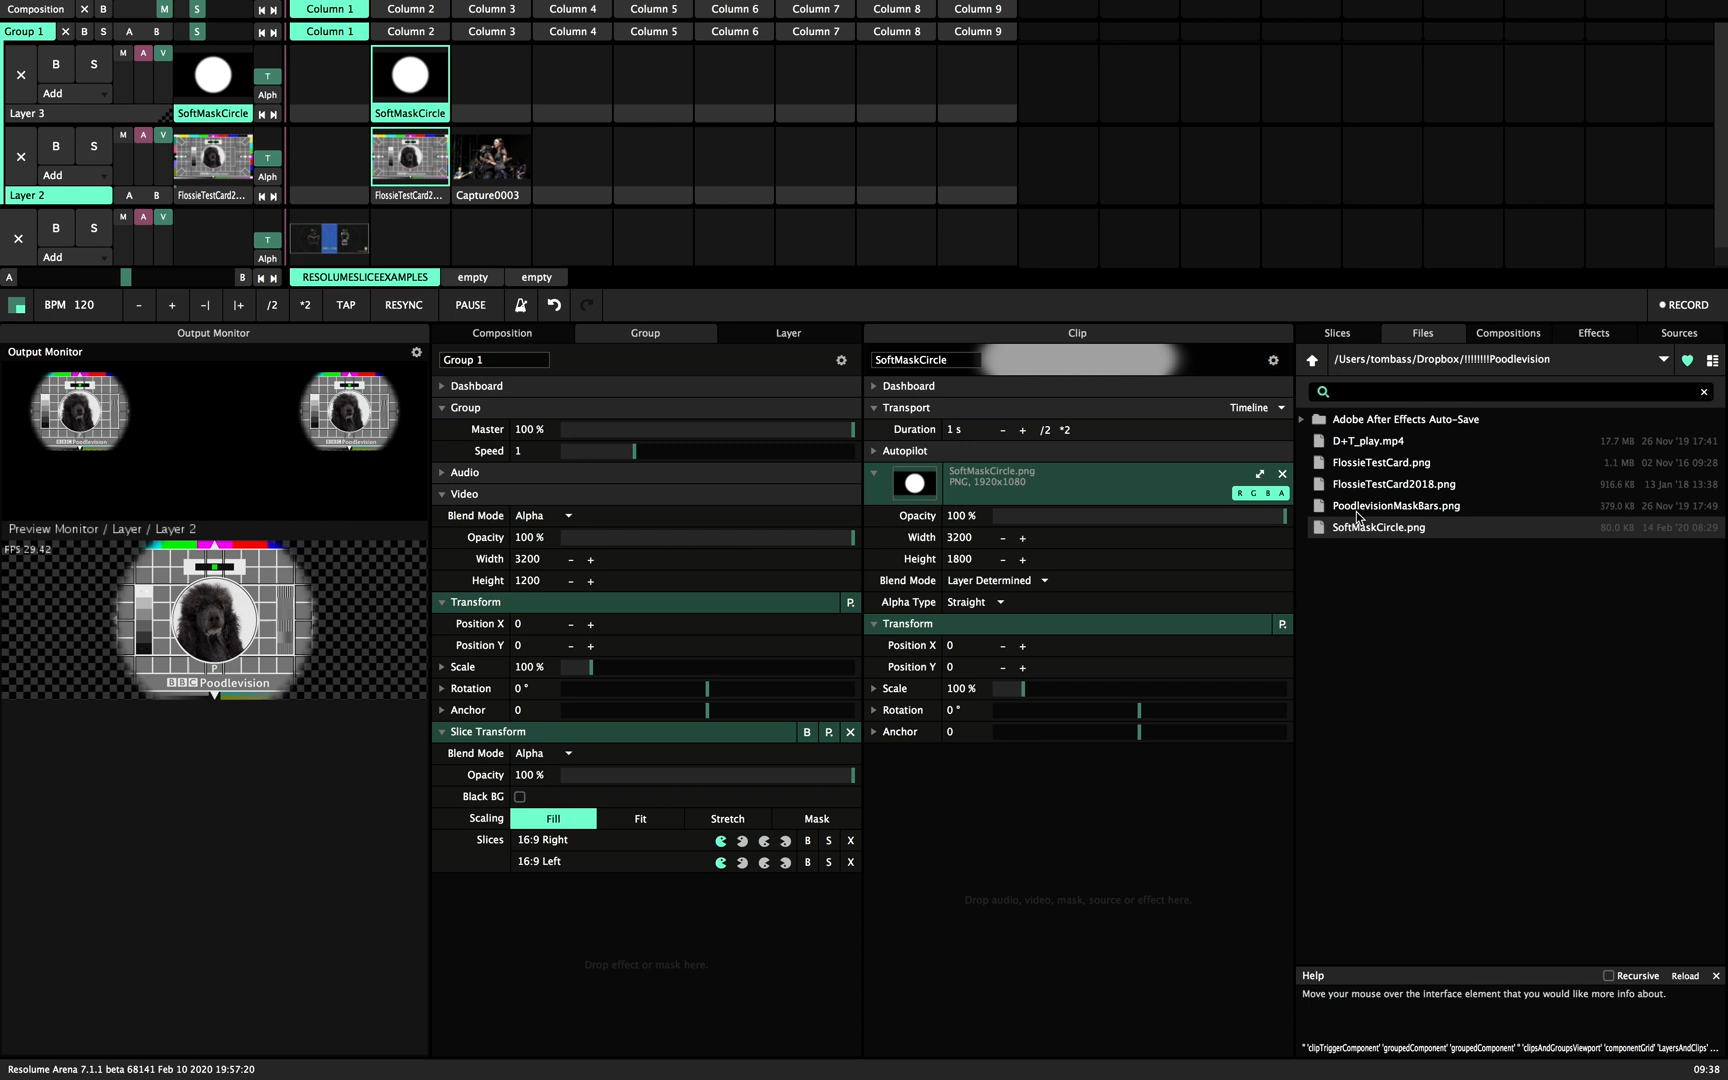 Composition X B M S Column 1 Column 2 Column 3 Column 4 Column 5 Column 6 Column 7 Column 8 Column 9
Group 1 X B S A B S Column 1 Column 2 Column 3 Column 4 Column 5 Column 6 Column 7 Column 8 Column 9
M A V
B S
T
Add Alph
Layer 3 SoftMaskCircle SoftMaskCircle
M A V
B S
T
Add Alph
Layer 2 A B FlossieTestCard2... FlossieTestCard2... Capture0003
M A V
B S
T
Add Alph
A B RESOLUMESLICEEXAMPLES empty empty
BPM 120 - + -| |+ /2 *2 TAP RESYNC PAUSE RECORD
Output Monitor Composition Group Layer Clip Slices Files Compositions Effects Sources
Output Monitor
Group 1
SoftMaskCircle
/Users/tombass/Dropbox/!!!!!!!!Poodlevision
Preview Monitor / Layer / Layer 2
FPS 29.42
BBC Poodlevision
Dashboard
Group
Master 100 %
Speed 1
Audio
Video
Blend Mode Alpha
Opacity 100 %
Width 3200 - +
Height 1200 - +
Transform P.
Position X 0 - +
Position Y 0 - +
Scale 100 %
Rotation 0 °
Anchor 0
Slice Transform B P. X
Blend Mode Alpha
Opacity 100 %
Black BG
Scaling Fill Fit Stretch Mask
Slices 16:9 Right B S X
16:9 Left B S X
Drop effect or mask here.
Dashboard
Transport Timeline
Duration 1 s - + /2 *2
Autopilot
SoftMaskCircle.png
PNG, 1920x1080
R G B A
Opacity 100 %
Width 3200 - +
Height 1800 - +
Blend Mode Layer Determined
Alpha Type Straight
Transform P.
Position X 0 - +
Position Y 0 - +
Scale 100 %
Rotation 0 °
Anchor 0
Drop audio, video, mask, source or effect here.
Adobe After Effects Auto-Save
D+T_play.mp4 17.7 MB 26 Nov '19 17:41
FlossieTestCard.png 1.1 MB 02 Nov '16 09:28
FlossieTestCard2018.png 916.6 KB 13 Jan '18 13:38
PoodlevisionMaskBars.png 379.0 KB 26 Nov '19 17:49
SoftMaskCircle.png 80.0 KB 14 Feb '20 08:29
Help Recursive Reload X
Move your mouse over the interface element that you would like more info about.
" 'clipTriggerComponent' 'groupedComponent' 'groupedComponent' " 'clipsAndGroupsViewport' 'componentGrid' 'LayersAndClips' ...
Resolume Arena 7.1.1 beta 68141 Feb 10 2020 19:57:20 09:38